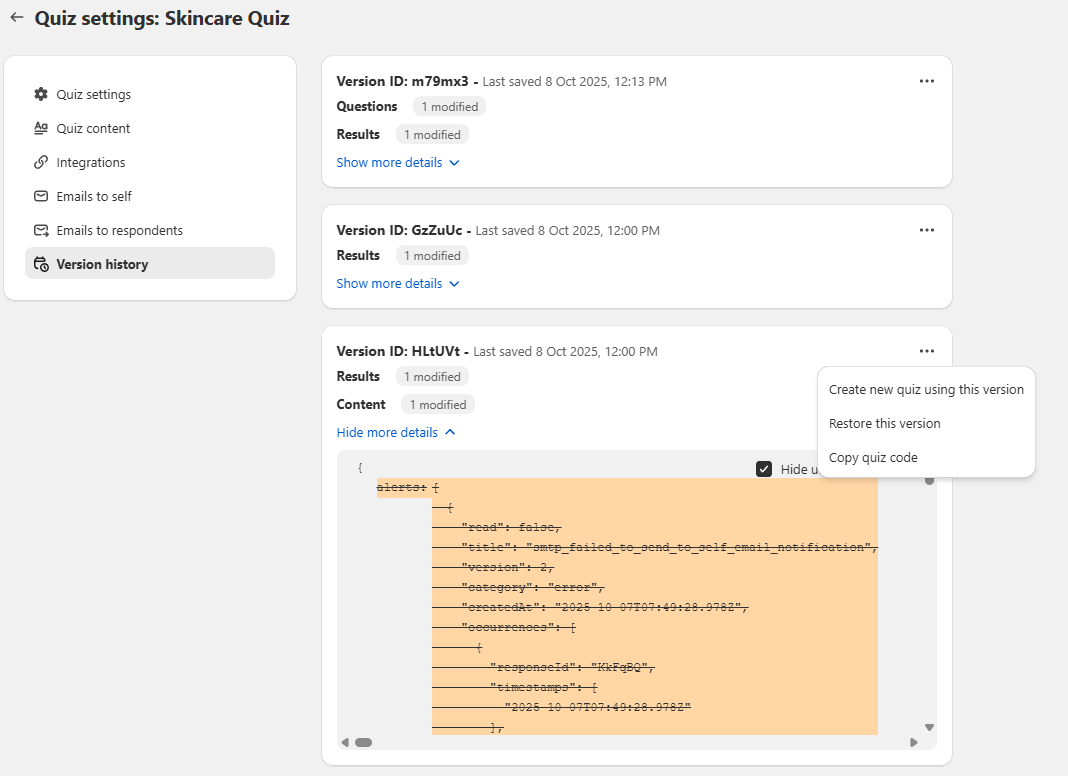 Quiz settings: Skincare Quiz
Quiz settings
Quiz content
Integrations
Emails to self
Emails to respondents
Version history
Version ID: m79mx3 - Last saved 8 Oct 2025, 12:13 PM
Questions 1 modified
Results 1 modified
Show more details
Version ID: GzZuUc - Last saved 8 Oct 2025, 12:00 PM
Results 1 modified
Show more details
Version ID: HLtUVt - Last saved 8 Oct 2025, 12:00 PM
Results 1 modified
Content 1 modified
Hide more details
Create new quiz using this version
Restore this version
Copy quiz code
Hide
{
alerts: [
{
"read": false,
"title": "smtp_failed_to_send_to_self_email_notification",
"version": 2,
"category": "error",
"createdAt": "2025-10-07T07:49:28.978Z",
"occurrences": [
{
"responseId": "KkFqBQ",
"timestamps": [
"2025-10-07T07:49:28.978Z"
],